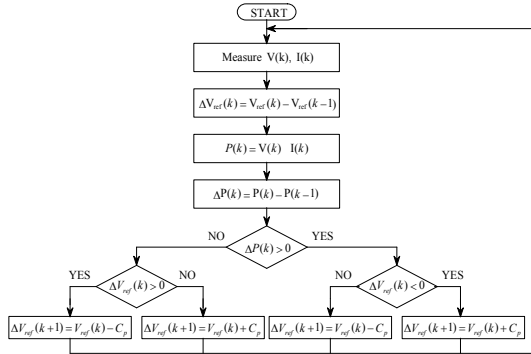 START
Measure V(k), I(k)
ΔV_ref(k) = V_ref(k) − V_ref(k−1)
P(k) = V(k) I(k)
ΔP(k) = P(k) − P(k−1)
NO ΔP(k) > 0 YES
YES ΔV_ref(k) > 0 NO NO ΔV_ref(k) < 0 YES
ΔV_ref(k+1) = V_ref(k) − C_p ΔV_ref(k+1) = V_ref(k) + C_p ΔV_ref(k+1) = V_ref(k) − C_p ΔV_ref(k+1) = V_ref(k) + C_p